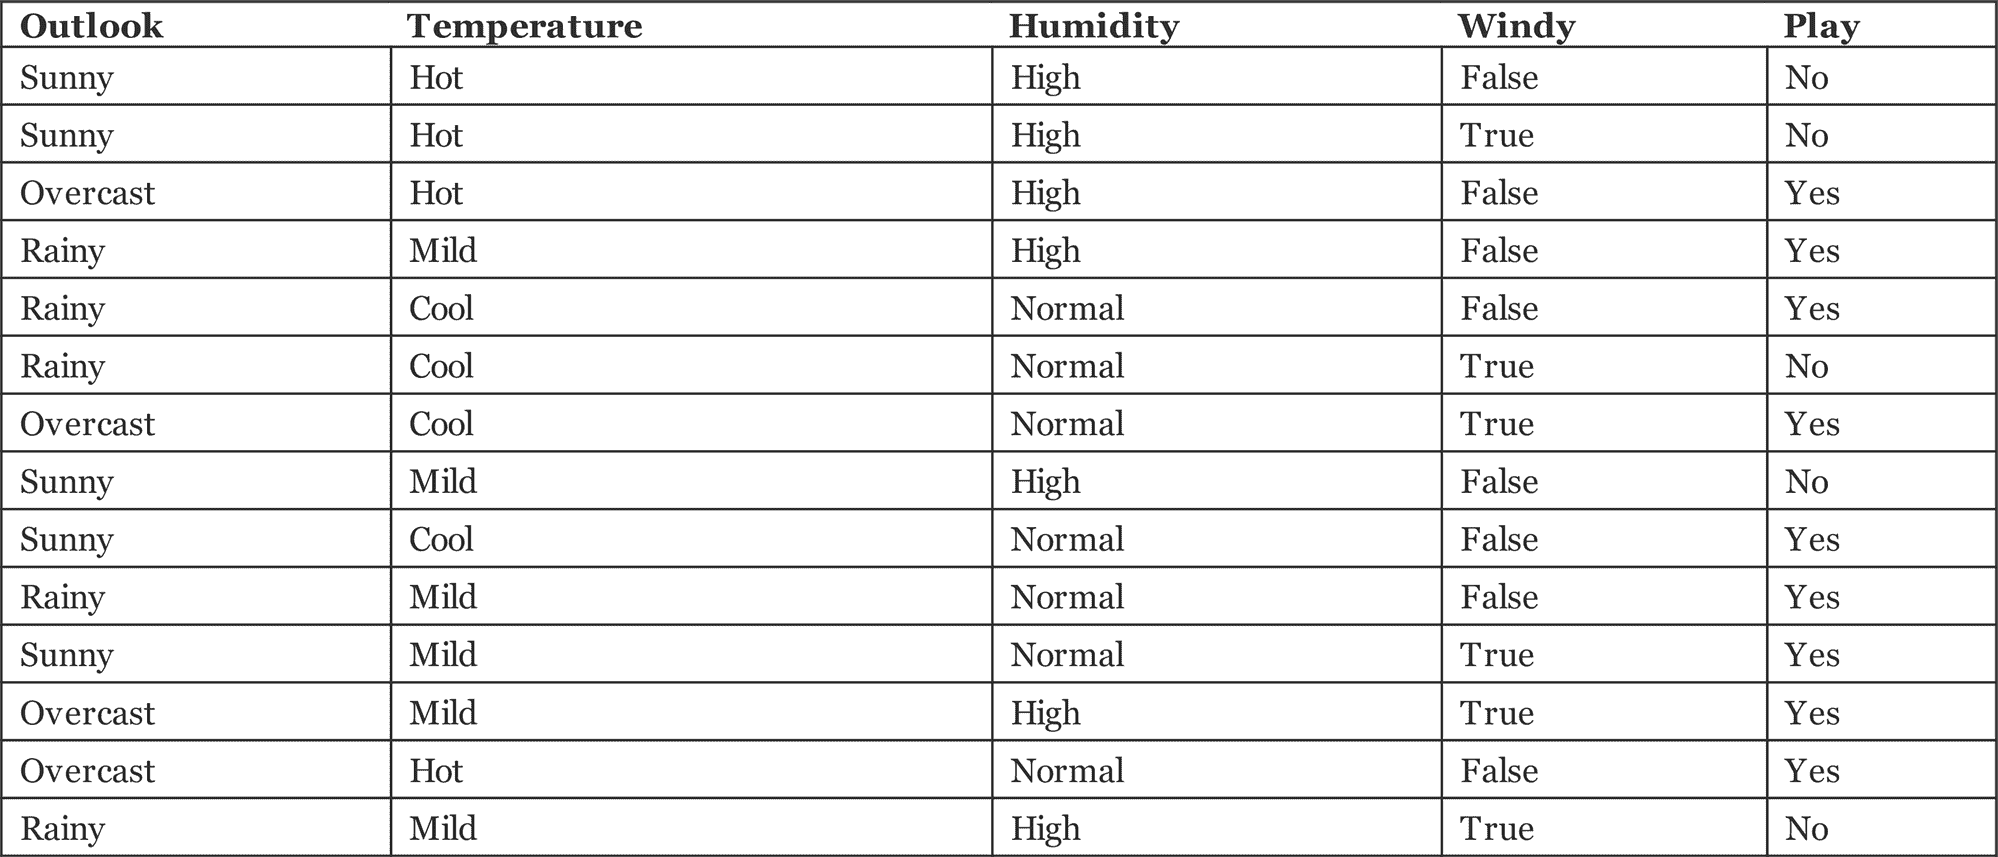 Outlook Temperature Humidity Windy Play
Sunny Hot High False No
Sunny Hot High True No
Overcast Hot High False Yes
Rainy Mild High False Yes
Rainy Cool Normal False Yes
Rainy Cool Normal True No
Overcast Cool Normal True Yes
Sunny Mild High False No
Sunny Cool Normal False Yes
Rainy Mild Normal False Yes
Sunny Mild Normal True Yes
Overcast Mild High True Yes
Overcast Hot Normal False Yes
Rainy Mild High True No